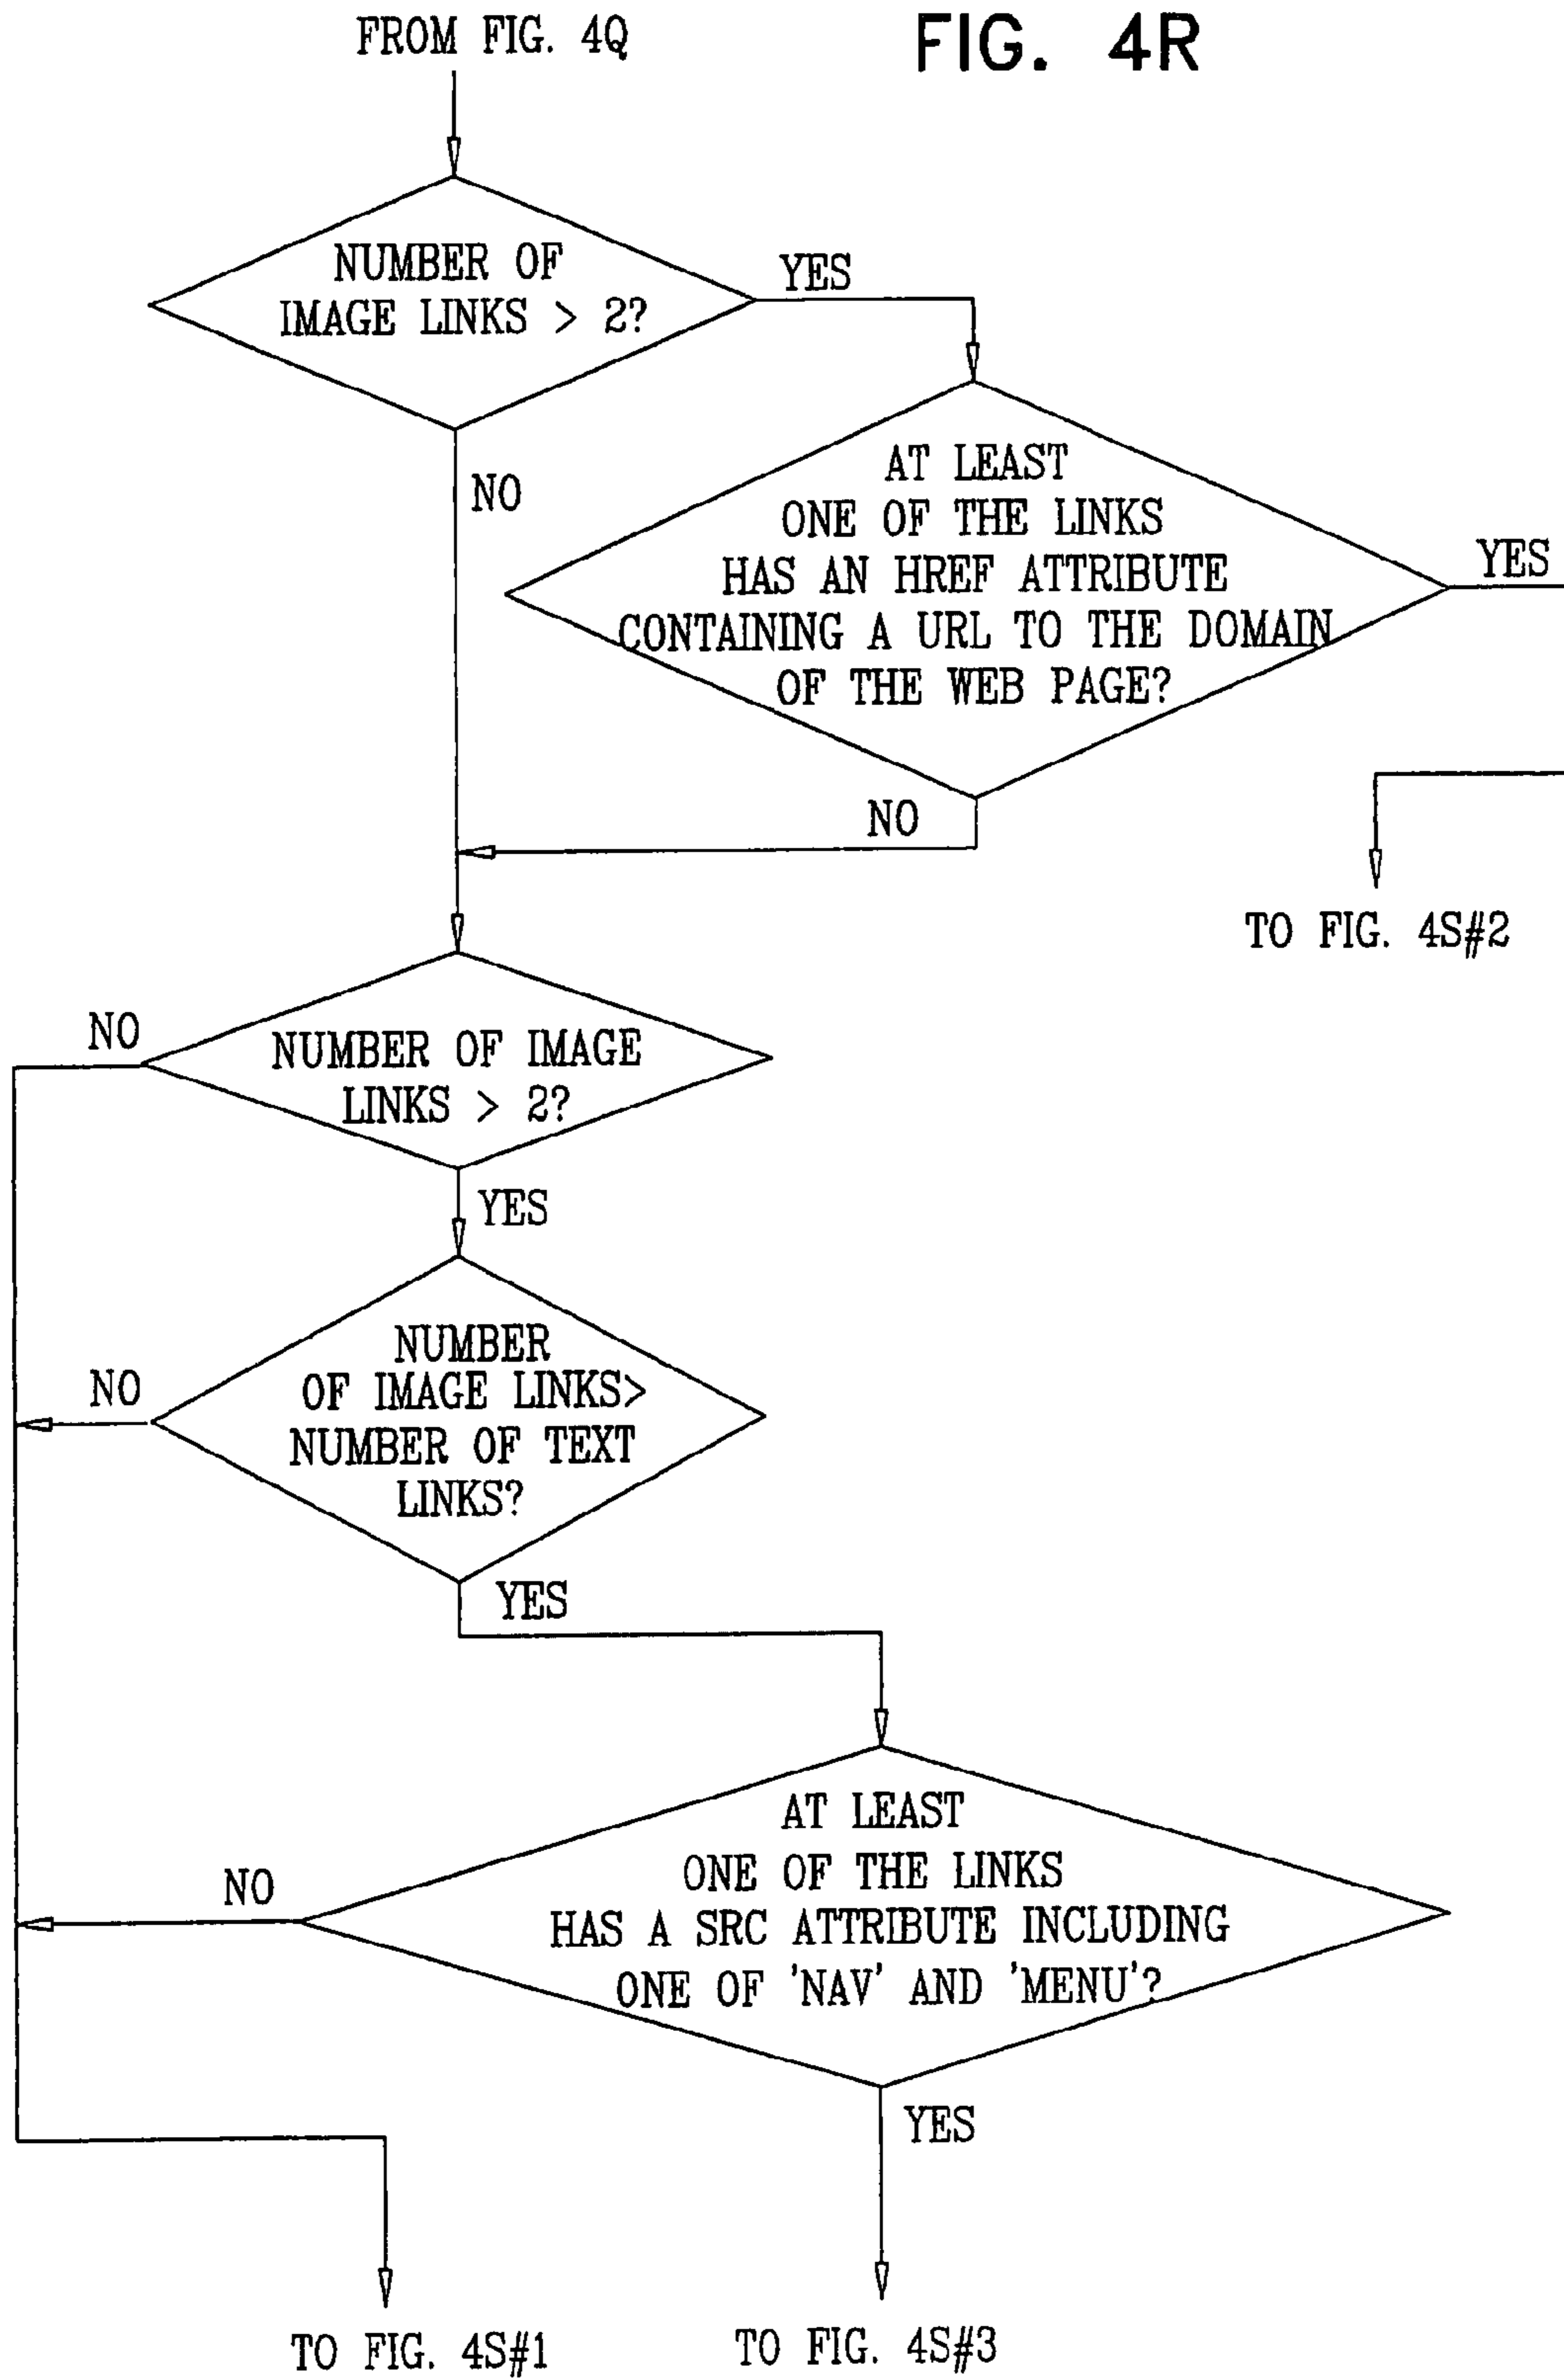 FROM FIG. 4Q
FIG. 4R
NUMBER OF
IMAGE LINKS > 2?
YES
NO
AT LEAST
ONE OF THE LINKS
HAS AN HREF ATTRIBUTE
CONTAINING A URL TO THE DOMAIN
OF THE WEB PAGE?
YES
NO
TO FIG. 4S#2
NO
NUMBER OF IMAGE
LINKS > 2?
YES
NUMBER
OF IMAGE LINKS>
NUMBER OF TEXT
LINKS?
NO
YES
AT LEAST
ONE OF THE LINKS
HAS A SRC ATTRIBUTE INCLUDING
ONE OF 'NAV' AND 'MENU'?
NO
YES
TO FIG. 4S#1
TO FIG. 4S#3